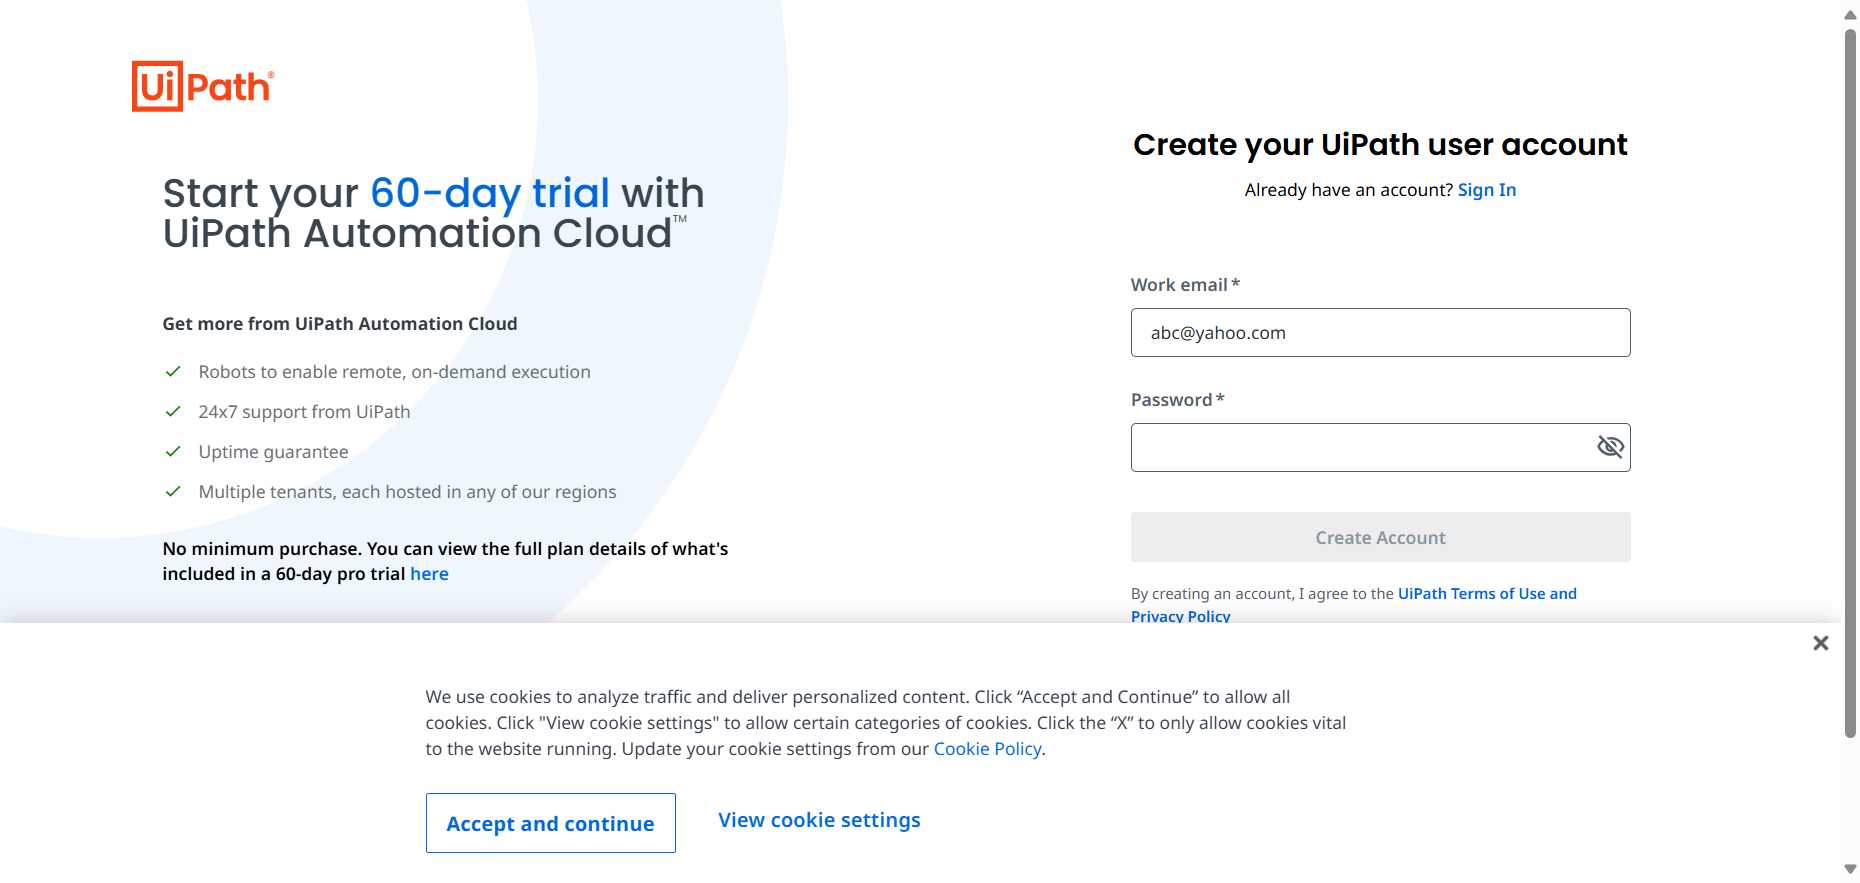 UiPath®
Start your 60-day trial with
UiPath Automation Cloud™
Get more from UiPath Automation Cloud
Robots to enable remote, on-demand execution
24x7 support from UiPath
Uptime guarantee
Multiple tenants, each hosted in any of our regions
No minimum purchase. You can view the full plan details of what's
included in a 60-day pro trial here
Create your UiPath user account
Already have an account? Sign In
Work email *
abc@yahoo.com
Password *
Create Account
By creating an account, I agree to the UiPath Terms of Use and
Privacy Policy
We use cookies to analyze traffic and deliver personalized content. Click “Accept and Continue” to allow all
cookies. Click "View cookie settings" to allow certain categories of cookies. Click the “X” to only allow cookies vital
to the website running. Update your cookie settings from our Cookie Policy.
Accept and continue
View cookie settings